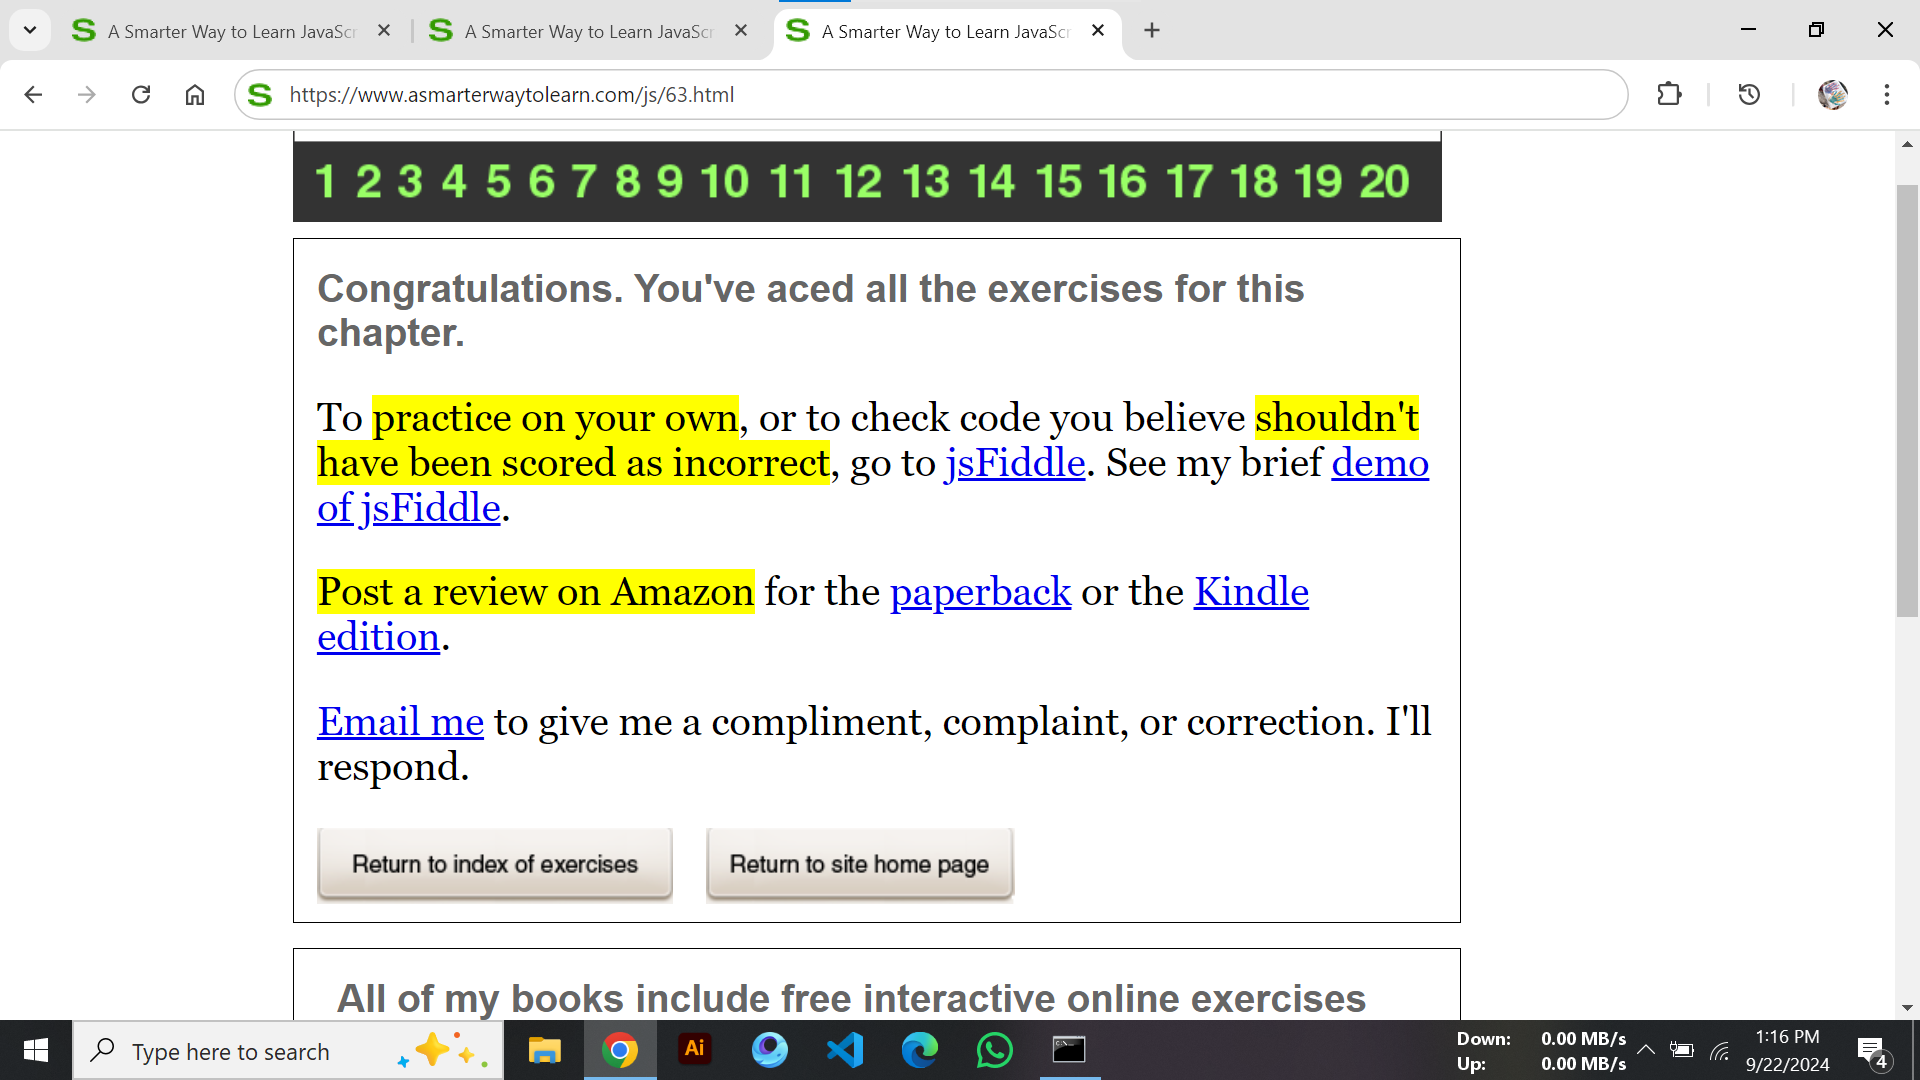 A Smarter Way to Learn JavaScr
A Smarter Way to Learn JavaScr
A Smarter Way to Learn JavaScr
https://www.asmarterwaytolearn.com/js/63.html
1 2 3 4 5 6 7 8 9 10 11 12 13 14 15 16 17 18 19 20
Congratulations. You've aced all the exercises for this
chapter.
To practice on your own, or to check code you believe shouldn't
have been scored as incorrect, go to jsFiddle. See my brief demo
of jsFiddle.
Post a review on Amazon for the paperback or the Kindle
edition.
Email me to give me a compliment, complaint, or correction. I'll
respond.
Return to index of exercises
Return to site home page
All of my books include free interactive online exercises
Type here to search
Ai
Down: 0.00 MB/s
Up: 0.00 MB/s
1:16 PM
9/22/2024
4